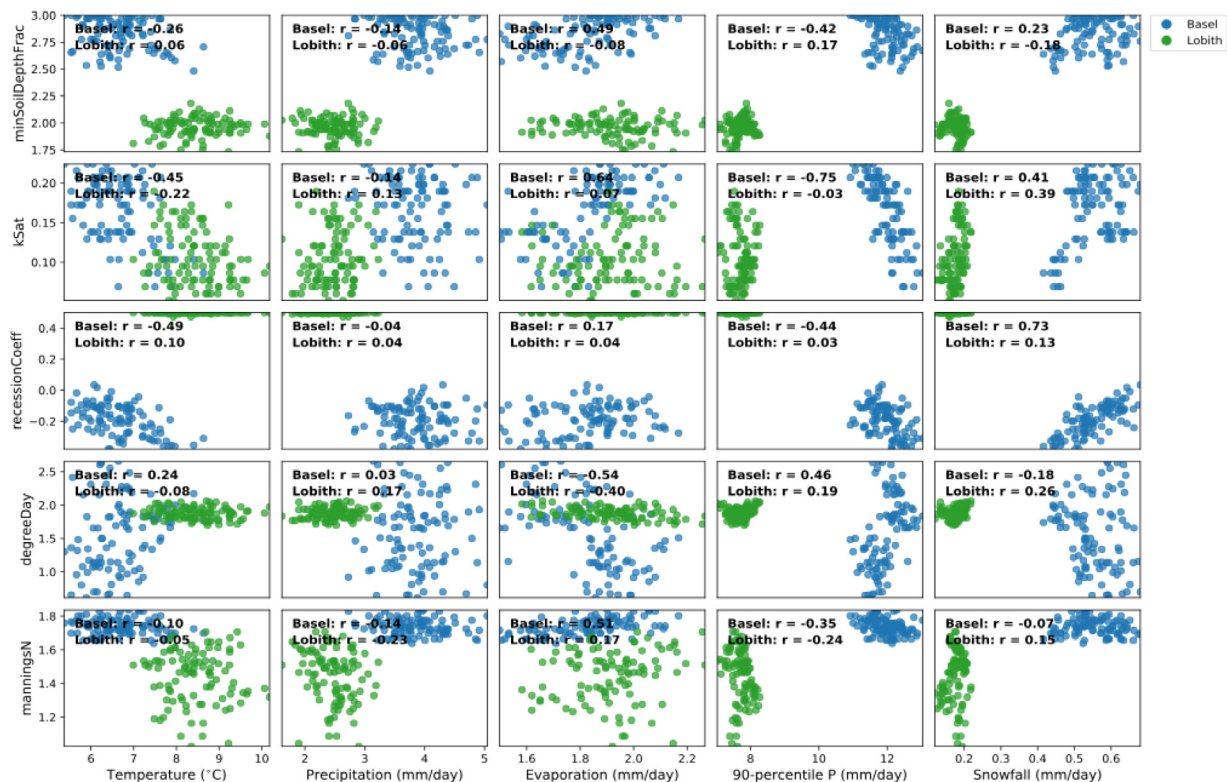 Basel
Lobith
minSoilDepthFrac
3.00
2.75
2.50
2.25
2.00
1.75
Basel: r = -0.26
Lobith: r = 0.06
Basel: r = -0.14
Lobith: r = -0.06
Basel: r = 0.49
Lobith: r = -0.08
Basel: r = -0.42
Lobith: r = 0.17
Basel: r = 0.23
Lobith: r = -0.18
kSat
0.20
0.15
0.10
Basel: r = -0.45
Lobith: r = -0.22
Basel: r = -0.14
Lobith: r = 0.13
Basel: r = 0.64
Lobith: r = 0.07
Basel: r = -0.75
Lobith: r = -0.03
Basel: r = 0.41
Lobith: r = 0.39
recessionCoeff
0.4
0.2
0.0
−0.2
Basel: r = -0.49
Lobith: r = 0.10
Basel: r = -0.04
Lobith: r = 0.04
Basel: r = 0.17
Lobith: r = 0.04
Basel: r = -0.44
Lobith: r = 0.03
Basel: r = 0.73
Lobith: r = 0.13
degreeDay
2.5
2.0
1.5
1.0
Basel: r = 0.24
Lobith: r = -0.08
Basel: r = 0.03
Lobith: r = 0.17
Basel: r = -0.54
Lobith: r = -0.40
Basel: r = 0.46
Lobith: r = 0.19
Basel: r = -0.18
Lobith: r = 0.26
manningsN
1.8
1.6
1.4
1.2
Basel: r = -0.10
Lobith: r = -0.05
Basel: r = -0.14
Lobith: r = -0.23
Basel: r = 0.51
Lobith: r = 0.17
Basel: r = -0.35
Lobith: r = -0.24
Basel: r = -0.07
Lobith: r = 0.15
6 7 8 9 10
2 3 4 5
1.6 1.8 2.0 2.2
8 10 12
0.2 0.4 0.6
Temperature (°C)
Precipitation (mm/day)
Evaporation (mm/day)
90-percentile P (mm/day)
Snowfall (mm/day)